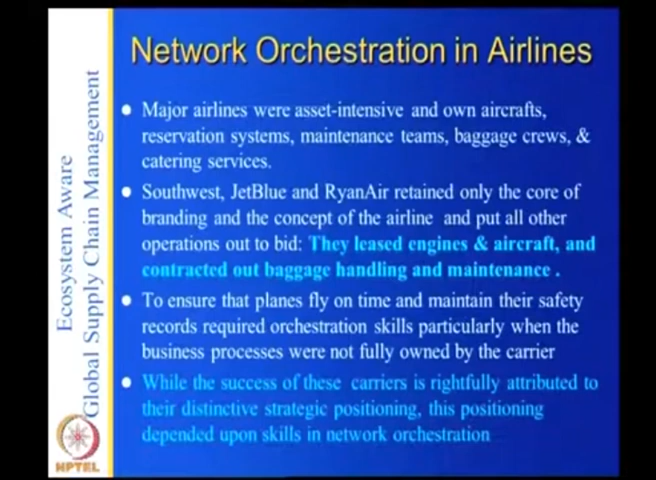 Network Orchestration in Airlines
Major airlines were asset-intensive and own aircrafts,
reservation systems, maintenance teams, baggage crews, &
catering services.
Southwest, JetBlue and RyanAir retained only the core of
branding and the concept of the airline and put all other
operations out to bid: They leased engines & aircraft, and
contracted out baggage handling and maintenance .
To ensure that planes fly on time and maintain their safety
records required orchestration skills particularly when the
business processes were not fully owned by the carrier
While the success of these carriers is rightfully attributed to
their distinctive strategic positioning, this positioning
depended upon skills in network orchestration
Ecosystem Aware
Global Supply Chain Management
NPTEL